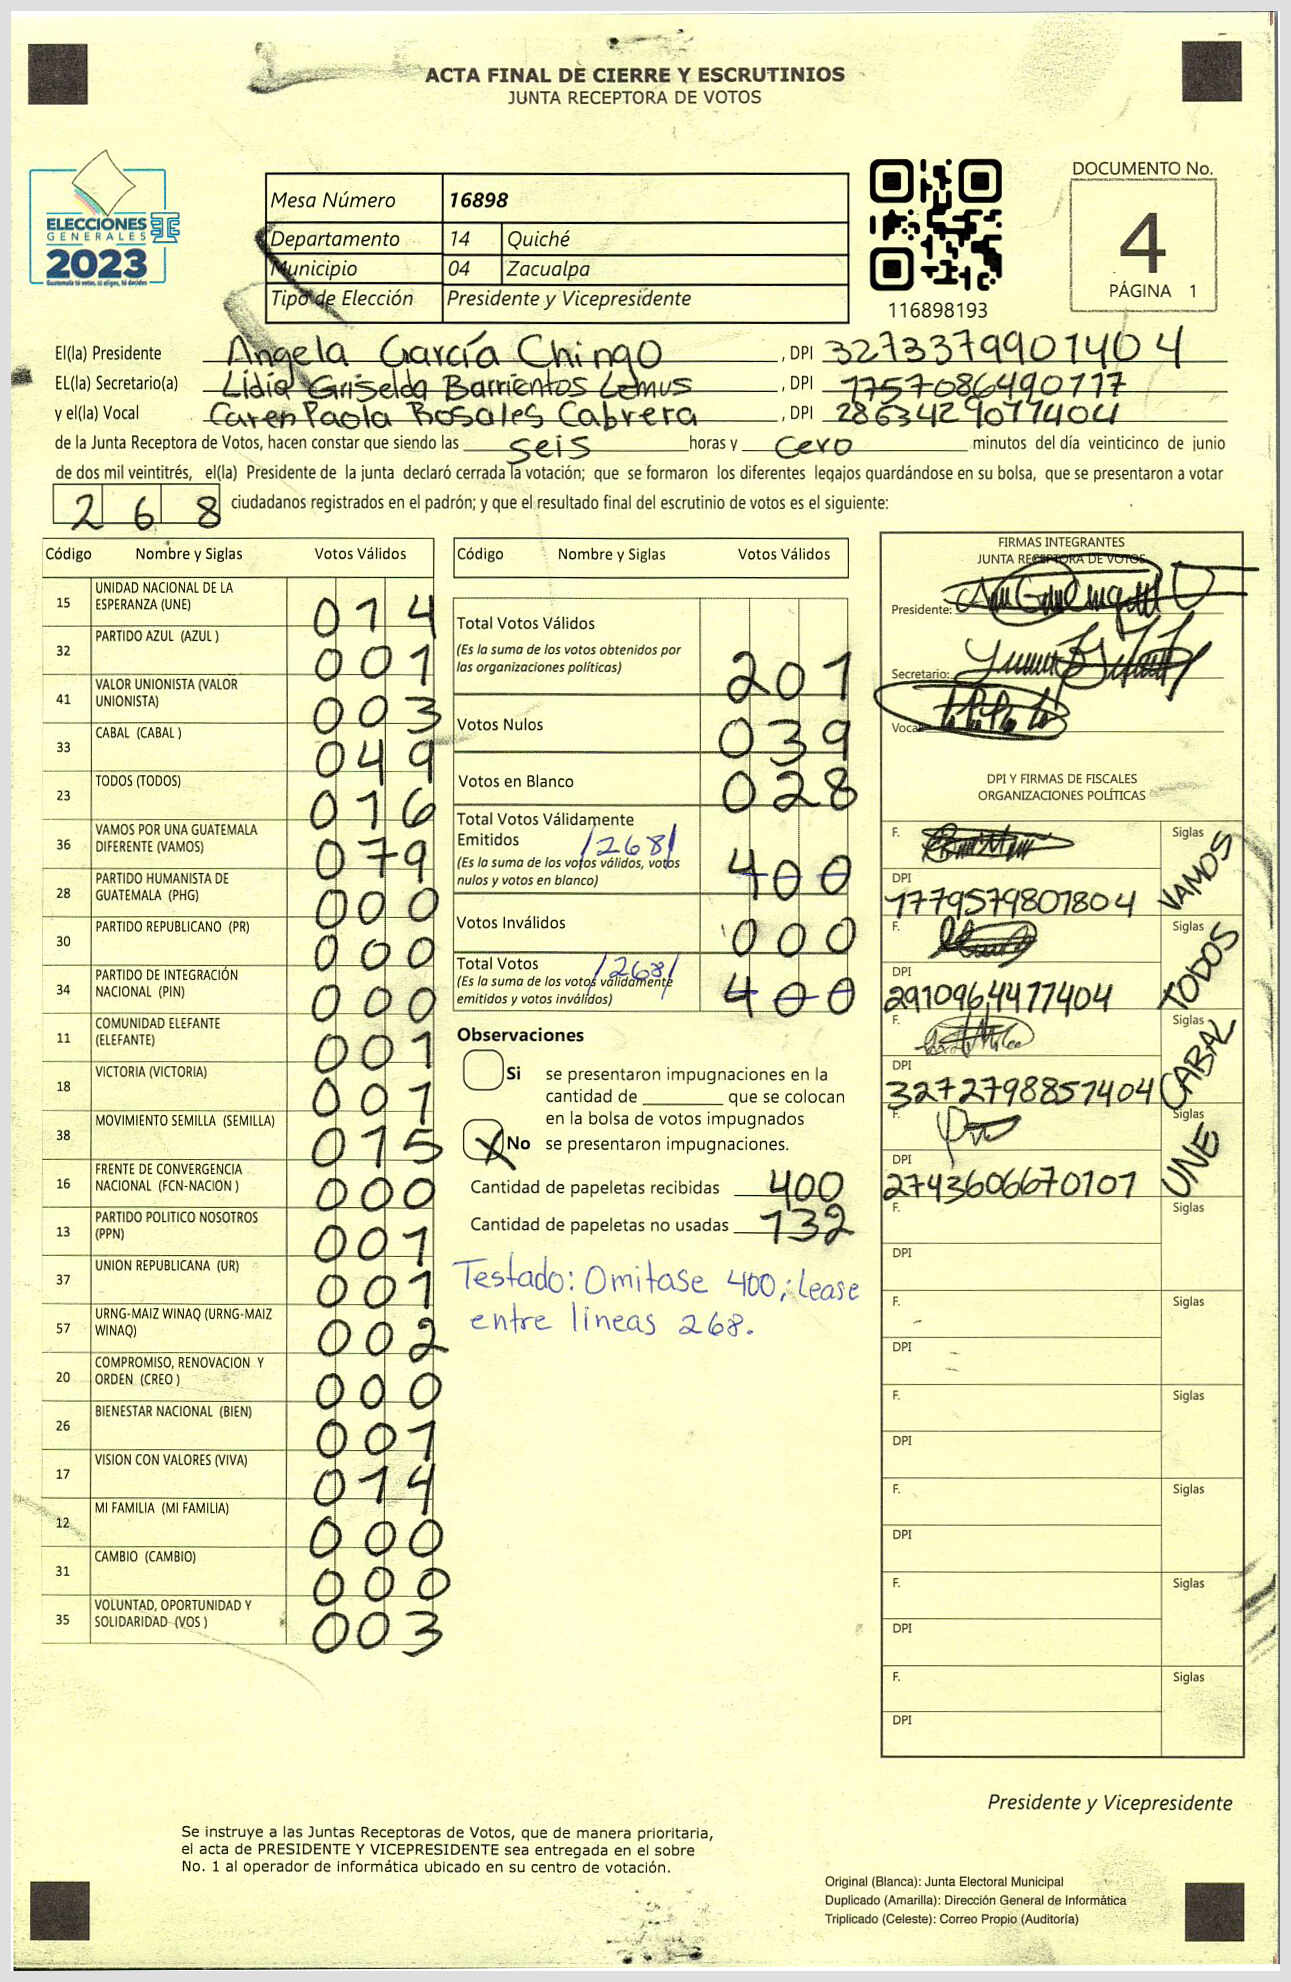 ACTA FINAL DE CIERRE Y ESCRUTINIOS
JUNTA RECEPTORA DE VOTOS
ELECCIONES
GENERALES
2023
Guatemala tú votas, tú eliges, tú decides
Mesa Número 16898
Departamento 14 Quiché
Municipio 04 Zacualpa
Tipo de Elección Presidente y Vicepresidente
116898193
DOCUMENTO No.
4
PÁGINA 1
El(la) Presidente Angela García Chingo, DPI 3273379901404
EL(la) Secretario(a) Lidia Griselda Barrientos Lemus, DPI 1757086490117
y el(la) Vocal Caren Paola Rosales Cabrera, DPI 2863429071404
de la Junta Receptora de Votos, hacen constar que siendo las seis horas y cero minutos del día veinticinco de junio
de dos mil veintitrés, el(la) Presidente de la junta declaró cerrada la votación; que se formaron los diferentes legajos guardándose en su bolsa, que se presentaron a votar
268 ciudadanos registrados en el padrón; y que el resultado final del escrutinio de votos es el siguiente:
Código Nombre y Siglas Votos Válidos
15 UNIDAD NACIONAL DE LA ESPERANZA (UNE) 014
32 PARTIDO AZUL (AZUL ) 001
41 VALOR UNIONISTA (VALOR UNIONISTA) 003
33 CABAL (CABAL ) 049
23 TODOS (TODOS) 016
36 VAMOS POR UNA GUATEMALA DIFERENTE (VAMOS) 079
28 PARTIDO HUMANISTA DE GUATEMALA (PHG) 000
30 PARTIDO REPUBLICANO (PR) 000
34 PARTIDO DE INTEGRACIÓN NACIONAL (PIN) 000
11 COMUNIDAD ELEFANTE (ELEFANTE) 001
18 VICTORIA (VICTORIA) 001
38 MOVIMIENTO SEMILLA (SEMILLA) 015
16 FRENTE DE CONVERGENCIA NACIONAL (FCN-NACION ) 000
13 PARTIDO POLITICO NOSOTROS (PPN) 001
37 UNION REPUBLICANA (UR) 001
57 URNG-MAIZ WINAQ (URNG-MAIZ WINAQ) 002
20 COMPROMISO, RENOVACION Y ORDEN (CREO ) 000
26 BIENESTAR NACIONAL (BIEN) 001
17 VISION CON VALORES (VIVA) 014
12 MI FAMILIA (MI FAMILIA) 000
31 CAMBIO (CAMBIO) 000
35 VOLUNTAD, OPORTUNIDAD Y SOLIDARIDAD (VOS ) 003
Código Nombre y Siglas Votos Válidos
Total Votos Válidos
(Es la suma de los votos obtenidos por
las organizaciones políticas) 201
Votos Nulos 039
Votos en Blanco 028
Total Votos Válidamente
Emitidos /268/
(Es la suma de los votos válidos, votos
nulos y votos en blanco) 400
Votos Inválidos 000
Total Votos /268/
(Es la suma de los votos válidamente
emitidos y votos inválidos) 400
Observaciones
Si se presentaron impugnaciones en la
cantidad de ________ que se colocan
en la bolsa de votos impugnados
X No se presentaron impugnaciones.
Cantidad de papeletas recibidas 400
Cantidad de papeletas no usadas 132
Testado: Omitase 400,; Lease
entre líneas 268.
FIRMAS INTEGRANTES
JUNTA RECEPTORA DE VOTOS
Presidente:
Secretario:
Vocal
DPI Y FIRMAS DE FISCALES
ORGANIZACIONES POLÍTICAS
F. Siglas VAMOS
DPI 1779579801804
F. Siglas TODOS
DPI 2910964477404
F. Siglas CABAL
DPI 3272798851404
F. Siglas UNE
DPI 2743606670101
F. Siglas
DPI
F. Siglas
DPI
F. Siglas
DPI
F. Siglas
DPI
F. Siglas
DPI
F. Siglas
DPI
Presidente y Vicepresidente
Se instruye a las Juntas Receptoras de Votos, que de manera prioritaria,
el acta de PRESIDENTE Y VICEPRESIDENTE sea entregada en el sobre
No. 1 al operador de informática ubicado en su centro de votación.
Original (Blanca): Junta Electoral Municipal
Duplicado (Amarilla): Dirección General de Informática
Triplicado (Celeste): Correo Propio (Auditoría)